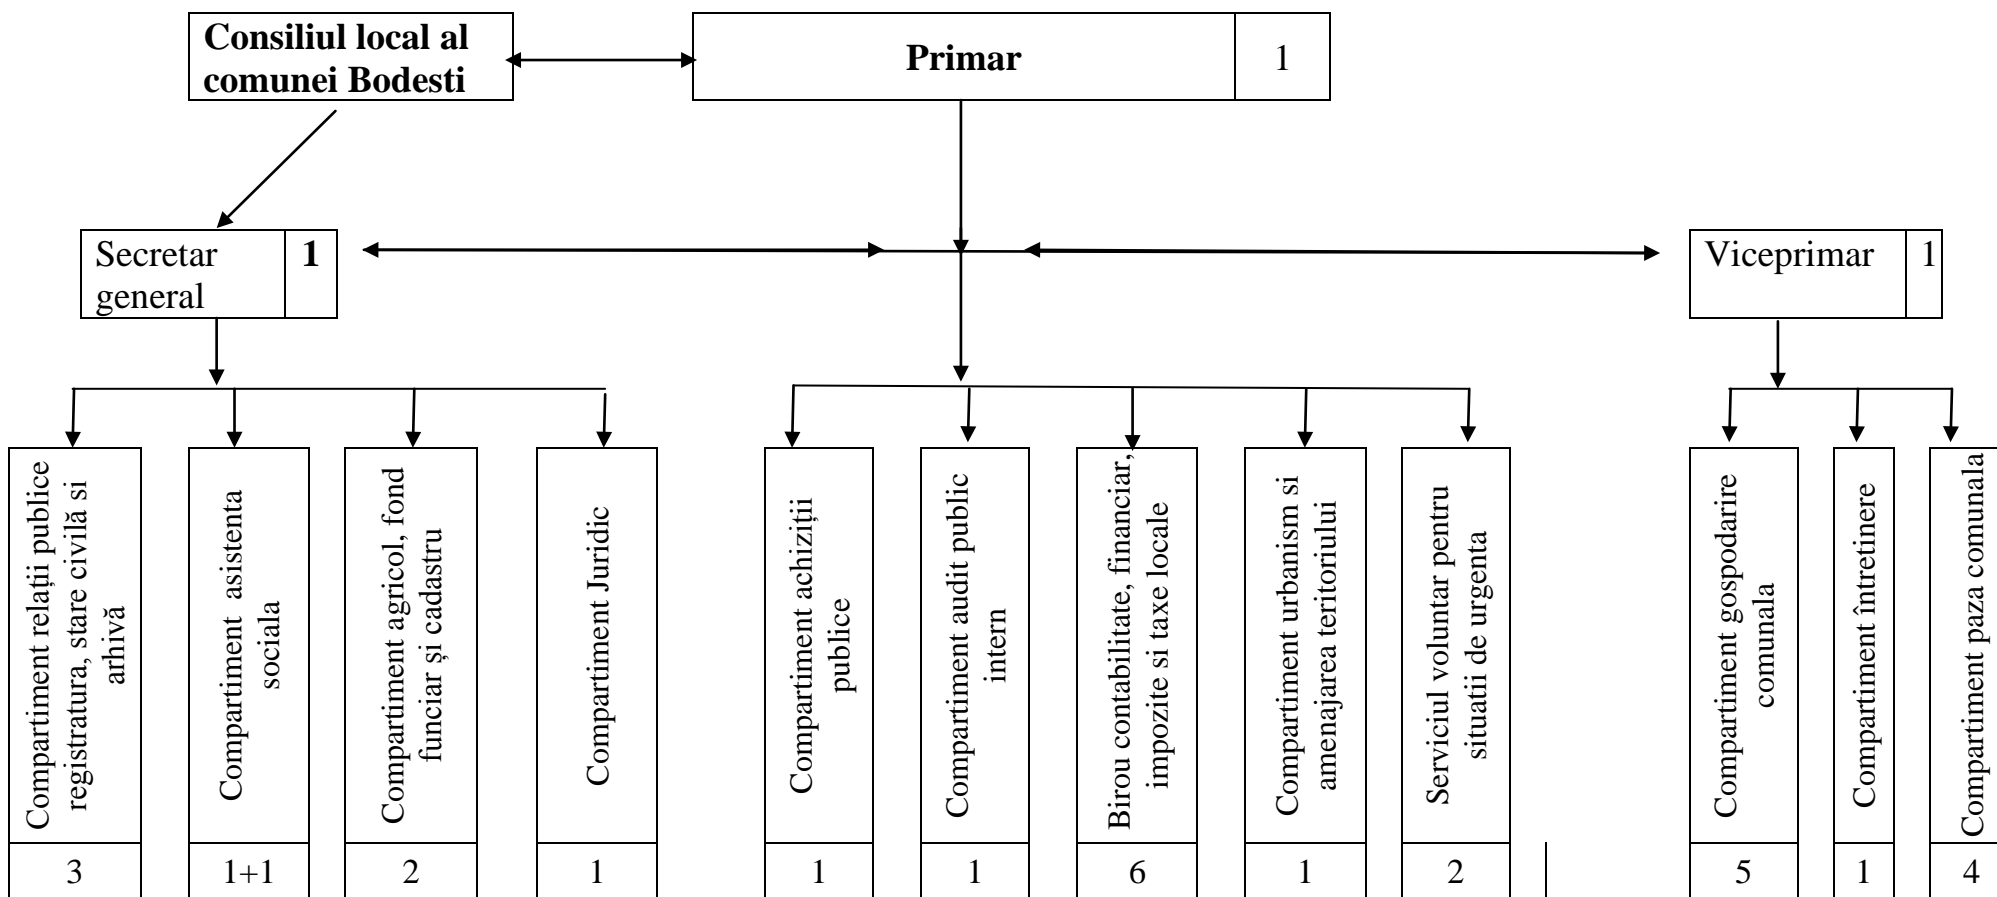 Consiliul local al
comunei Bodesti
Primar
1
Secretar
general
1
Viceprimar
1
Compartiment relații publice
registratura, stare civilă si
arhivă
3
Compartiment asistenta
sociala
1+1
Compartiment agricol, fond
funciar și cadastru
2
Compartiment Juridic
1
Compartiment achiziții
publice
1
Compartiment audit public
intern
1
Birou contabilitate, financiar,
impozite si taxe locale
6
Compartiment urbanism si
amenajarea teritoriului
1
Serviciul voluntar pentru
situatii de urgenta
2
Compartiment gospodarire
comunala
5
Compartiment întretinere
1
Compartiment paza comunala
4